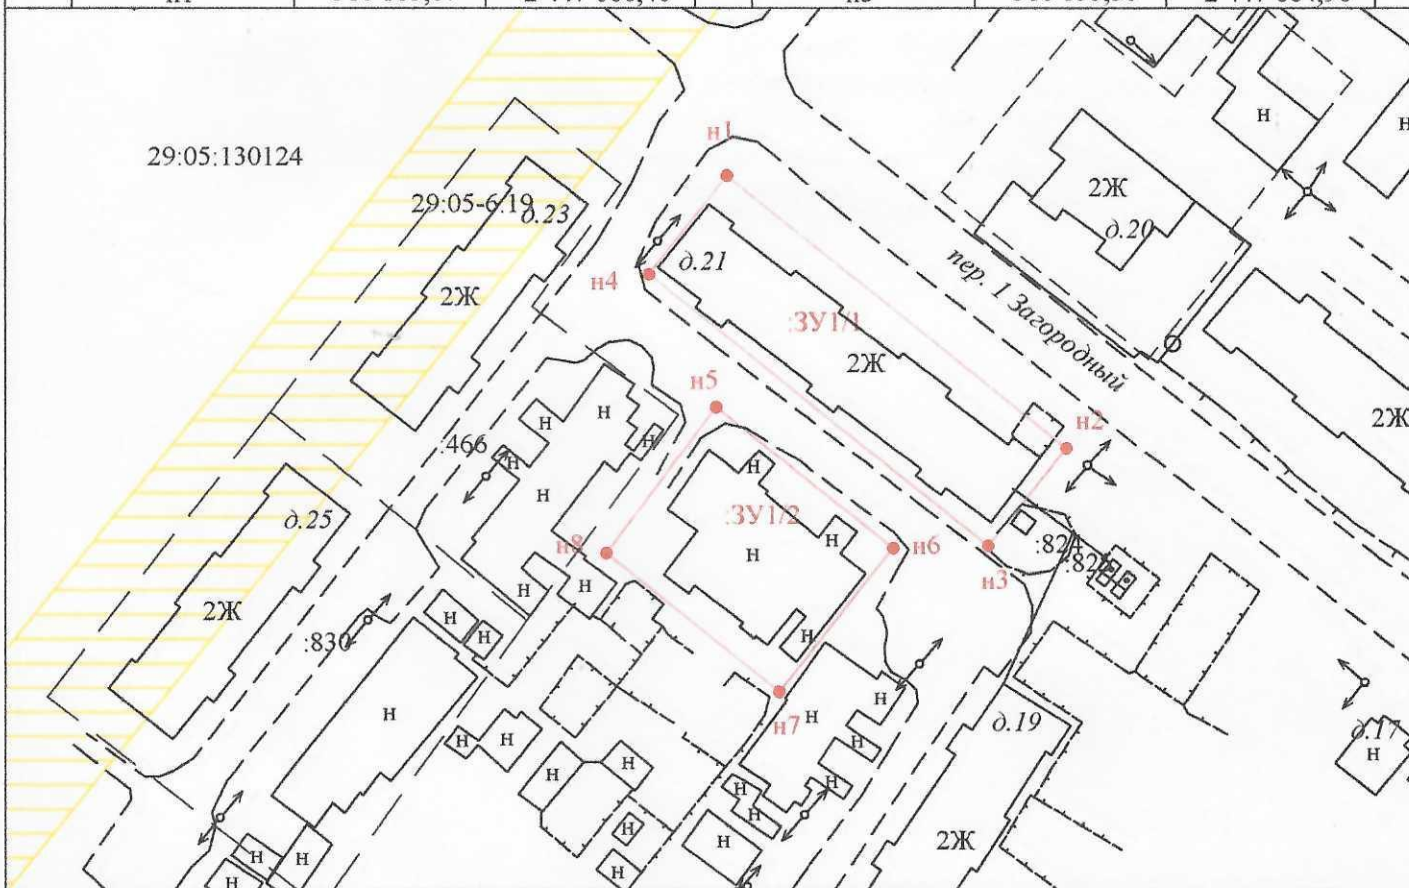 н1
29:05:130124
н
н
2Ж
29:05-6.19
д.23
д.20
д.21
н4
пер. 1 Загородный
2Ж
:ЗУ1/1
2Ж
н5
н
н
н2
2Ж
:466
н
н
н
н
:ЗУ1/2
д.25
н
н
н6
:824
н8
н
н3
н
н
2Ж
н
н
н
:830
н
н
н7
н
д.19
д.17
н
н
н
н
н
н
н
н
н
н
н
н
2Ж
н
н
н
н